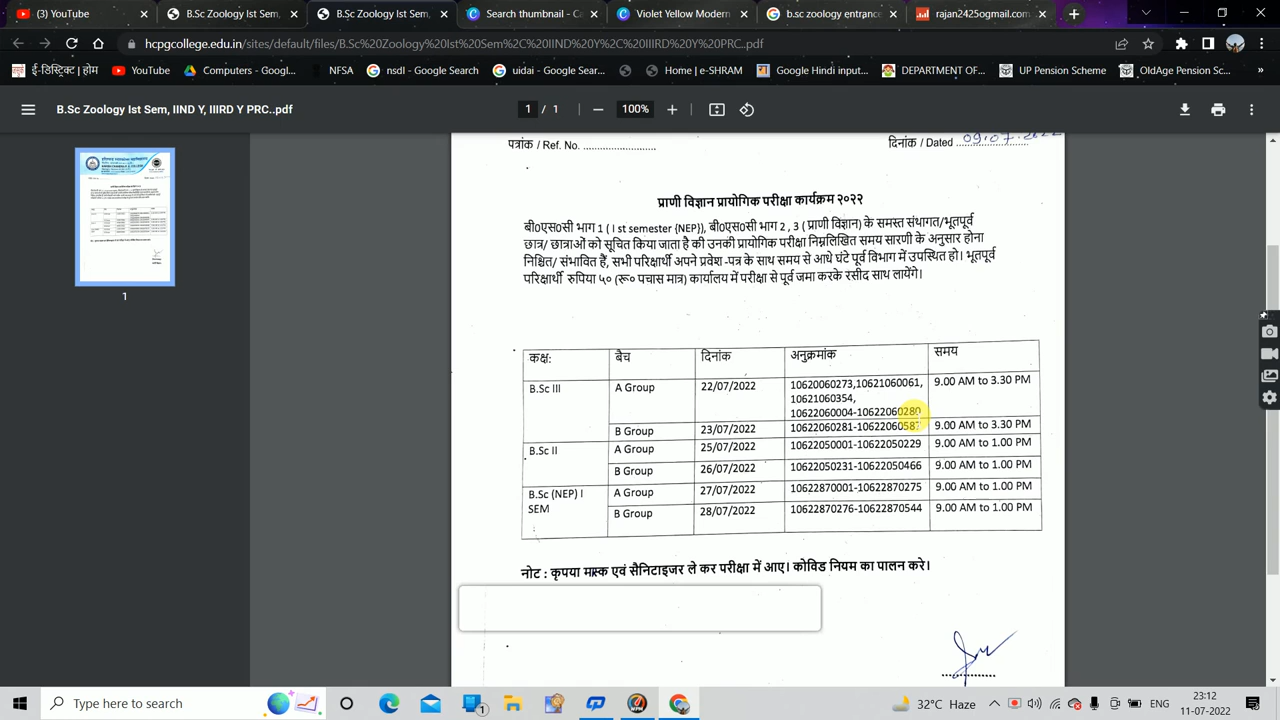 (3) YouTube
B.Sc Zoology Ist Sem,
B.Sc Zoology Ist Sem,
Search thumbnail - Ca
Violet Yellow Modern
b.sc zoology entrance
rajan2425ogmail.com
hcpgcollege.edu.in/sites/default/files/B.Sc%20Zoology%20Ist%20Sem%2C%20IIND%20Y%2C%20IIIRD%20Y%20PRC..pdf
ई-डिस्ट्रिक्ट | होम
YouTube
Computers - Googl...
NFSA
nsdl - Google Search
uidai - Google Sear...
Home | e-SHRAM
Google Hindi input...
DEPARTMENT OF...
UP Pension Scheme
OldAge Pension Sc...
B.Sc Zoology Ist Sem, IIND Y, IIIRD Y PRC..pdf
1 / 1
100%
1
पत्रांक / Ref. No. ........................
दिनांक / Dated 09.07.2022
प्राणी विज्ञान प्रायोगिक परीक्षा कार्यक्रम २०२२
बी0एस0सी भाग 1 ( I st semester {NEP}), बी0एस0सी भाग 2 , 3 ( प्राणी विज्ञान) के समस्त संथागत/भूतपूर्व
छात्र/ छात्राओं को सूचित किया जाता है की उनकी प्रायोगिक परीक्षा निम्नलिखित समय सारणी के अनुसार होना
निश्चित/ संभावित हैं, सभी परिक्षार्थी अपने प्रवेश -पत्र के साथ समय से आधे घंटे पूर्व विभाग में उपस्थित हो। भूतपूर्व
परिक्षार्थी रुपिया ५० (रू० पचास मात्र) कार्यालय में परीक्षा से पूर्व जमा करके रसीद साथ लायेंगे।
कक्ष: बैच दिनांक अनुक्रमांक समय
B.Sc III A Group 22/07/2022 10620060273,10621060061, 9.00 AM to 3.30 PM
10621060354,
10622060004-10622060280
B Group 23/07/2022 10622060281-10622060587 9.00 AM to 3.30 PM
B.Sc II A Group 25/07/2022 10622050001-10622050229 9.00 AM to 1.00 PM
B Group 26/07/2022 10622050231-10622050466 9.00 AM to 1.00 PM
B.Sc (NEP) I SEM A Group 27/07/2022 10622870001-10622870275 9.00 AM to 1.00 PM
B Group 28/07/2022 10622870276-10622870544 9.00 AM to 1.00 PM
नोट : कृपया मास्क एवं सैनिटाइजर ले कर परीक्षा में आए। कोविड नियम का पालन करे।
Type here to search
32°C Haze
ENG
23:12
11-07-2022